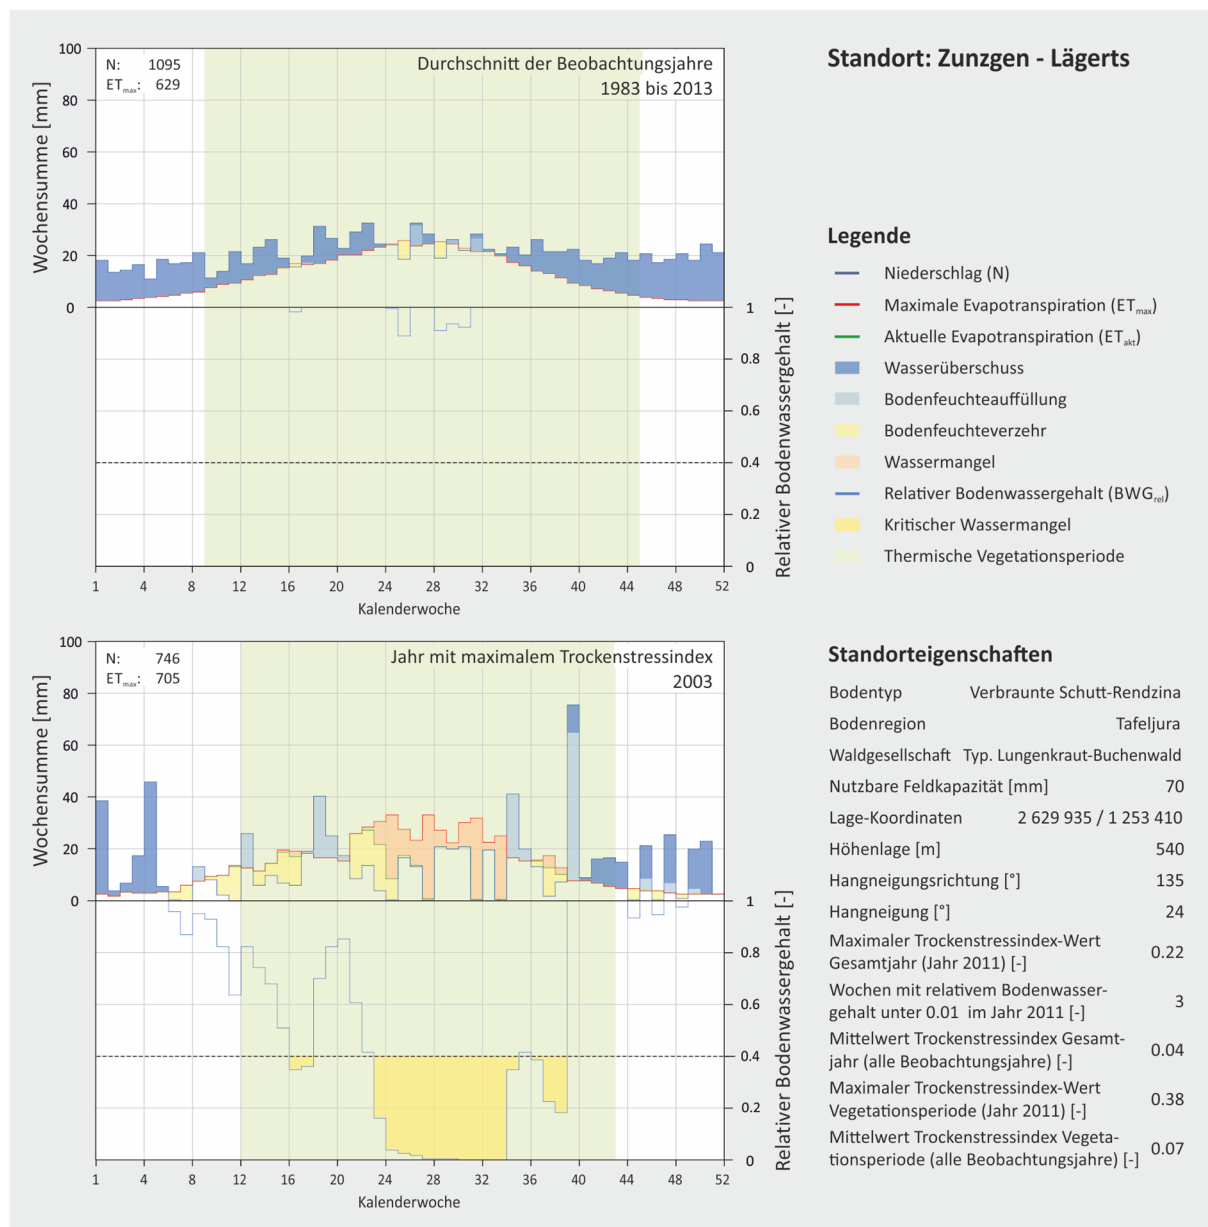 Standort: Zunzgen - Lägerts
N: 1095
ETmax: 629
Durchschnitt der Beobachtungsjahre
1983 bis 2013
Wochensumme [mm]
100
80
60
40
20
0
1
0.8
0.6
0.4
0.2
0
Relativer Bodenwassergehalt [-]
1 4 8 12 16 20 24 28 32 36 40 44 48 52
Kalenderwoche
Legende
Niederschlag (N)
Maximale Evapotranspiration (ETmax)
Aktuelle Evapotranspiration (ETakt)
Wasserüberschuss
Bodenfeuchteauffüllung
Bodenfeuchteverzehr
Wassermangel
Relativer Bodenwassergehalt (BWGrel)
Kritischer Wassermangel
Thermische Vegetationsperiode
N: 746
ETmax: 705
Jahr mit maximalem Trockenstressindex
2003
Wochensumme [mm]
100
80
60
40
20
0
1
0.8
0.6
0.4
0.2
0
Relativer Bodenwassergehalt [-]
1 4 8 12 16 20 24 28 32 36 40 44 48 52
Kalenderwoche
Standorteigenschaften
Bodentyp Verbraunte Schutt-Rendzina
Bodenregion Tafeljura
Waldgesellschaft Typ. Lungenkraut-Buchenwald
Nutzbare Feldkapazität [mm] 70
Lage-Koordinaten 2 629 935 / 1 253 410
Höhenlage [m] 540
Hangneigungsrichtung [°] 135
Hangneigung [°] 24
Maximaler Trockenstressindex-Wert
Gesamtjahr (Jahr 2011) [-] 0.22
Wochen mit relativem Bodenwasser-
gehalt unter 0.01 im Jahr 2011 [-] 3
Mittelwert Trockenstressindex Gesamt-
jahr (alle Beobachtungsjahre) [-] 0.04
Maximaler Trockenstressindex-Wert
Vegetationsperiode (Jahr 2011) [-] 0.38
Mittelwert Trockenstressindex Vegeta-
tionsperiode (alle Beobachtungsjahre) [-] 0.07